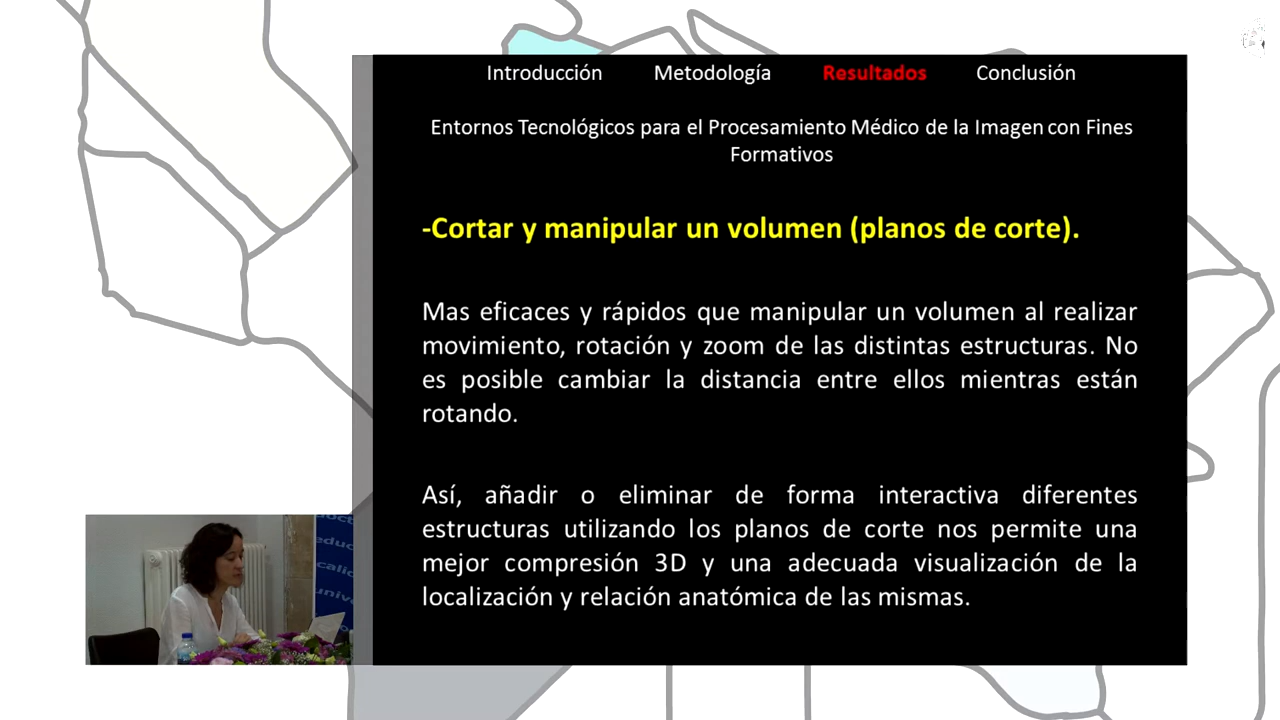 Introducción Metodología Resultados Conclusión
Entornos Tecnológicos para el Procesamiento Médico de la Imagen con Fines
Formativos
-Cortar y manipular un volumen (planos de corte).
Mas eficaces y rápidos que manipular un volumen al realizar
movimiento, rotación y zoom de las distintas estructuras. No
es posible cambiar la distancia entre ellos mientras están
rotando.
Así, añadir o eliminar de forma interactiva diferentes
estructuras utilizando los planos de corte nos permite una
mejor compresión 3D y una adecuada visualización de la
localización y relación anatómica de las mismas.